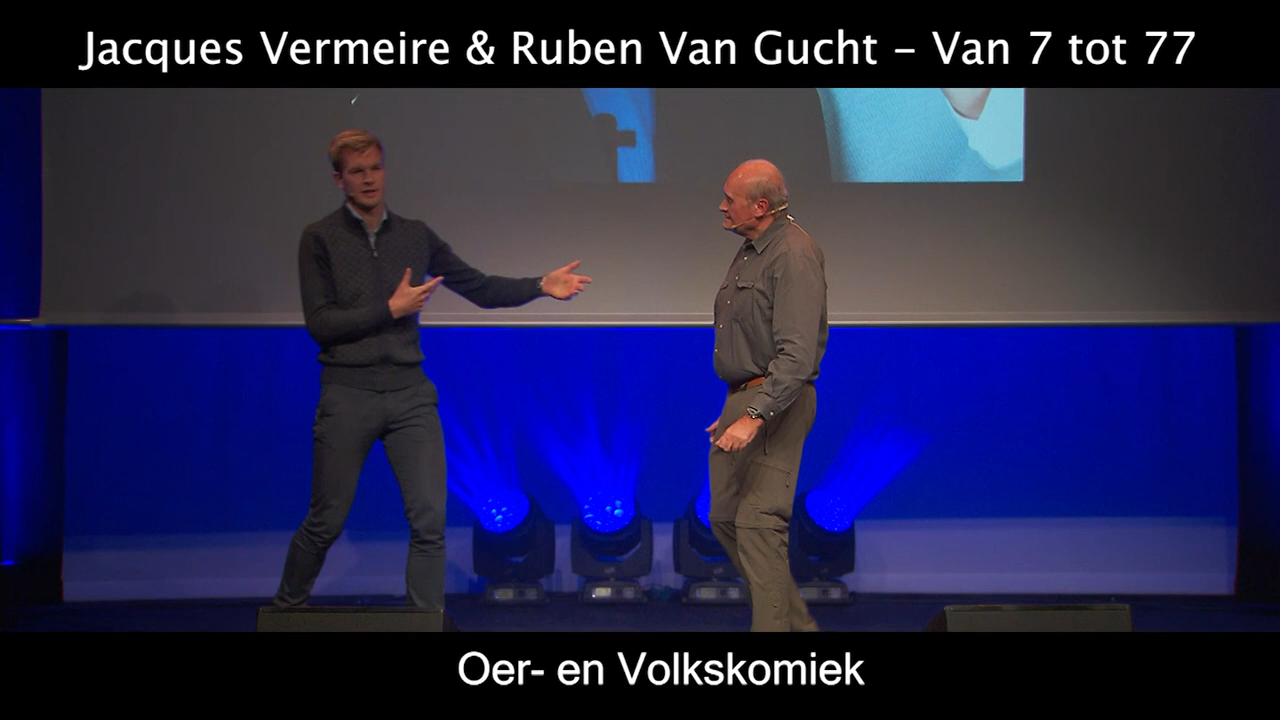 Jacques Vermeire & Ruben Van Gucht – Van 7 tot 77
Oer- en Volkskomiek